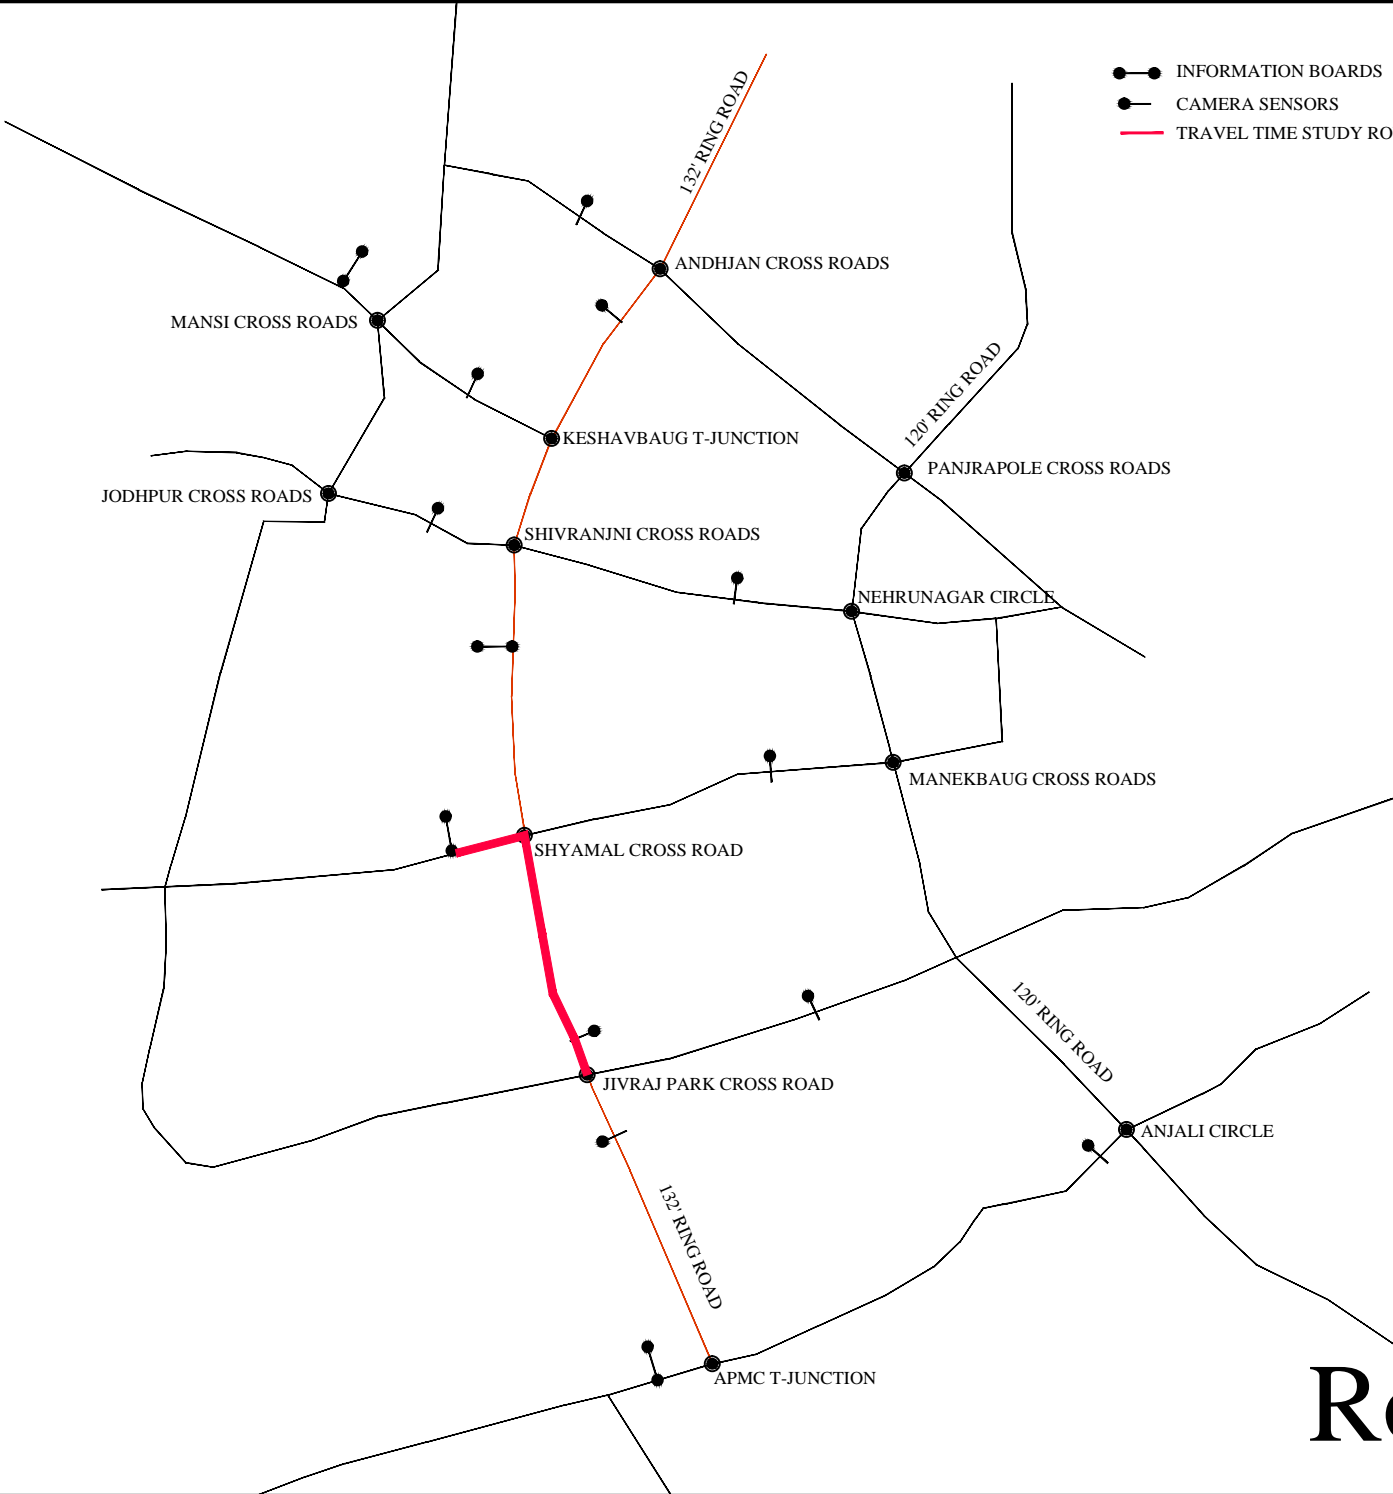 INFORMATION BOARDS
CAMERA SENSORS
TRAVEL TIME STUDY RO
132' RING ROAD
ANDHJAN CROSS ROADS
MANSI CROSS ROADS
120' RING ROAD
KESHAVBAUG T-JUNCTION
PANJRAPOLE CROSS ROADS
JODHPUR CROSS ROADS
SHIVRANJNI CROSS ROADS
NEHRUNAGAR CIRCLE
MANEKBAUG CROSS ROADS
SHYAMAL CROSS ROAD
120' RING ROAD
JIVRAJ PARK CROSS ROAD
ANJALI CIRCLE
132' RING ROAD
APMC T-JUNCTION
Ro